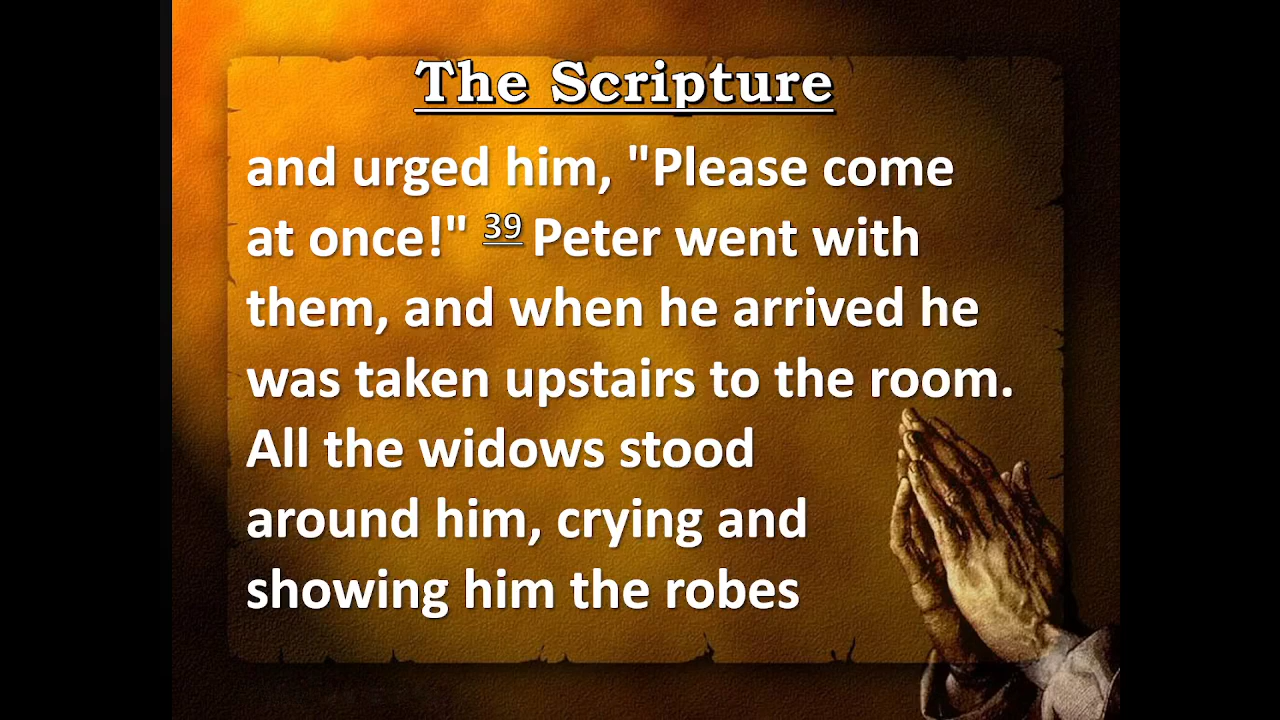 The Scripture
and urged him, "Please come
at once!" 39 Peter went with
them, and when he arrived he
was taken upstairs to the room.
All the widows stood
around him, crying and
showing him the robes